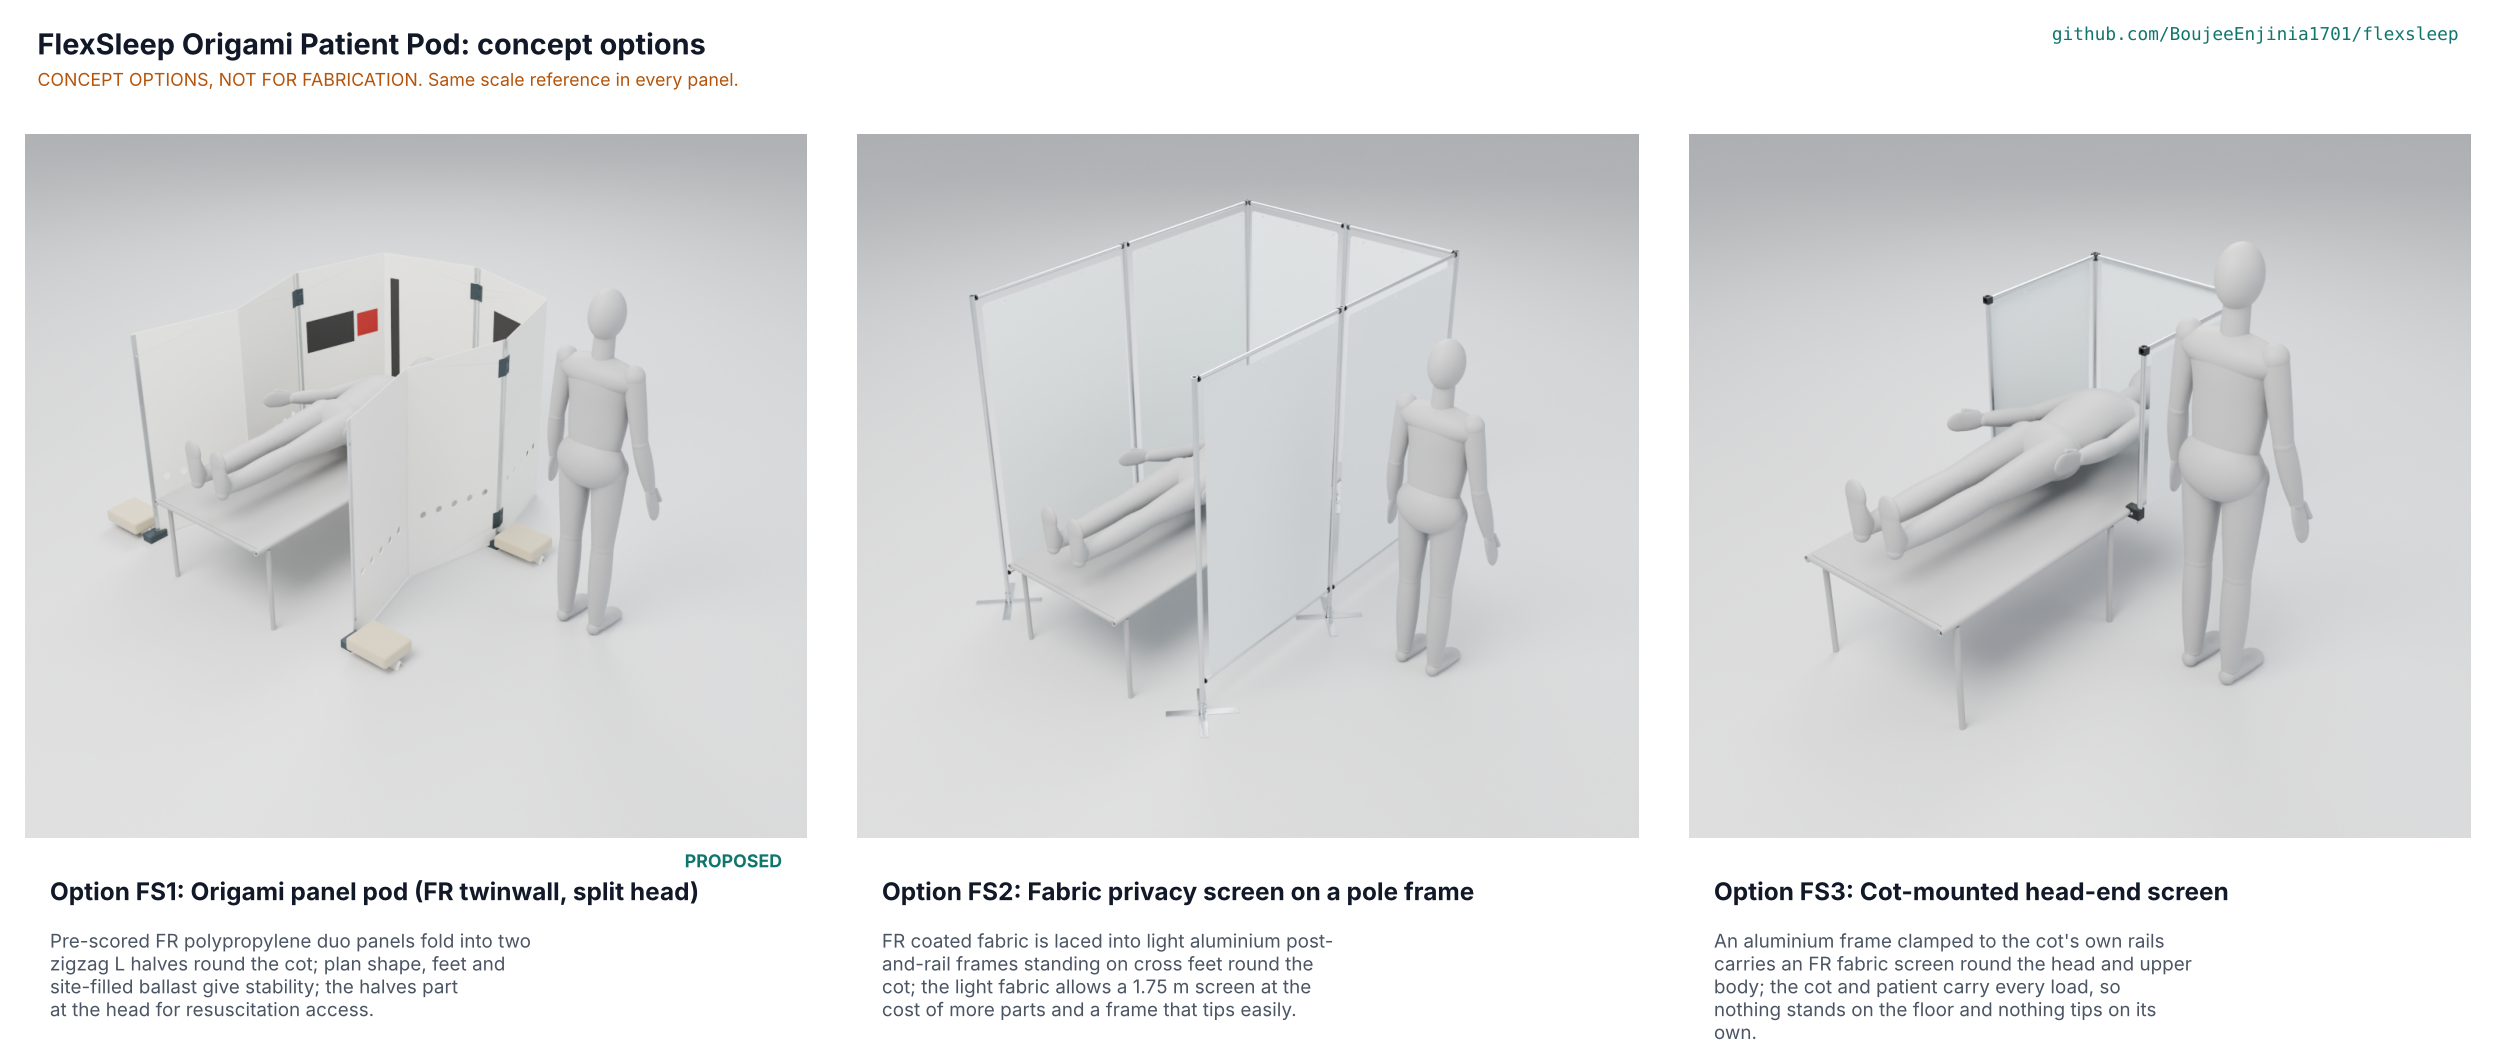 FlexSleep Origami Patient Pod: concept options
github.com/BoujeeEnjinia1701/flexsleep
CONCEPT OPTIONS, NOT FOR FABRICATION. Same scale reference in every panel.
PROPOSED
Option FS1: Origami panel pod (FR twinwall, split head)
Pre-scored FR polypropylene duo panels fold into two
zigzag L halves round the cot; plan shape, feet and
site-filled ballast give stability; the halves part
at the head for resuscitation access.
Option FS2: Fabric privacy screen on a pole frame
FR coated fabric is laced into light aluminium post-
and-rail frames standing on cross feet round the
cot; the light fabric allows a 1.75 m screen at the
cost of more parts and a frame that tips easily.
Option FS3: Cot-mounted head-end screen
An aluminium frame clamped to the cot's own rails
carries an FR fabric screen round the head and upper
body; the cot and patient carry every load, so
nothing stands on the floor and nothing tips on its
own.